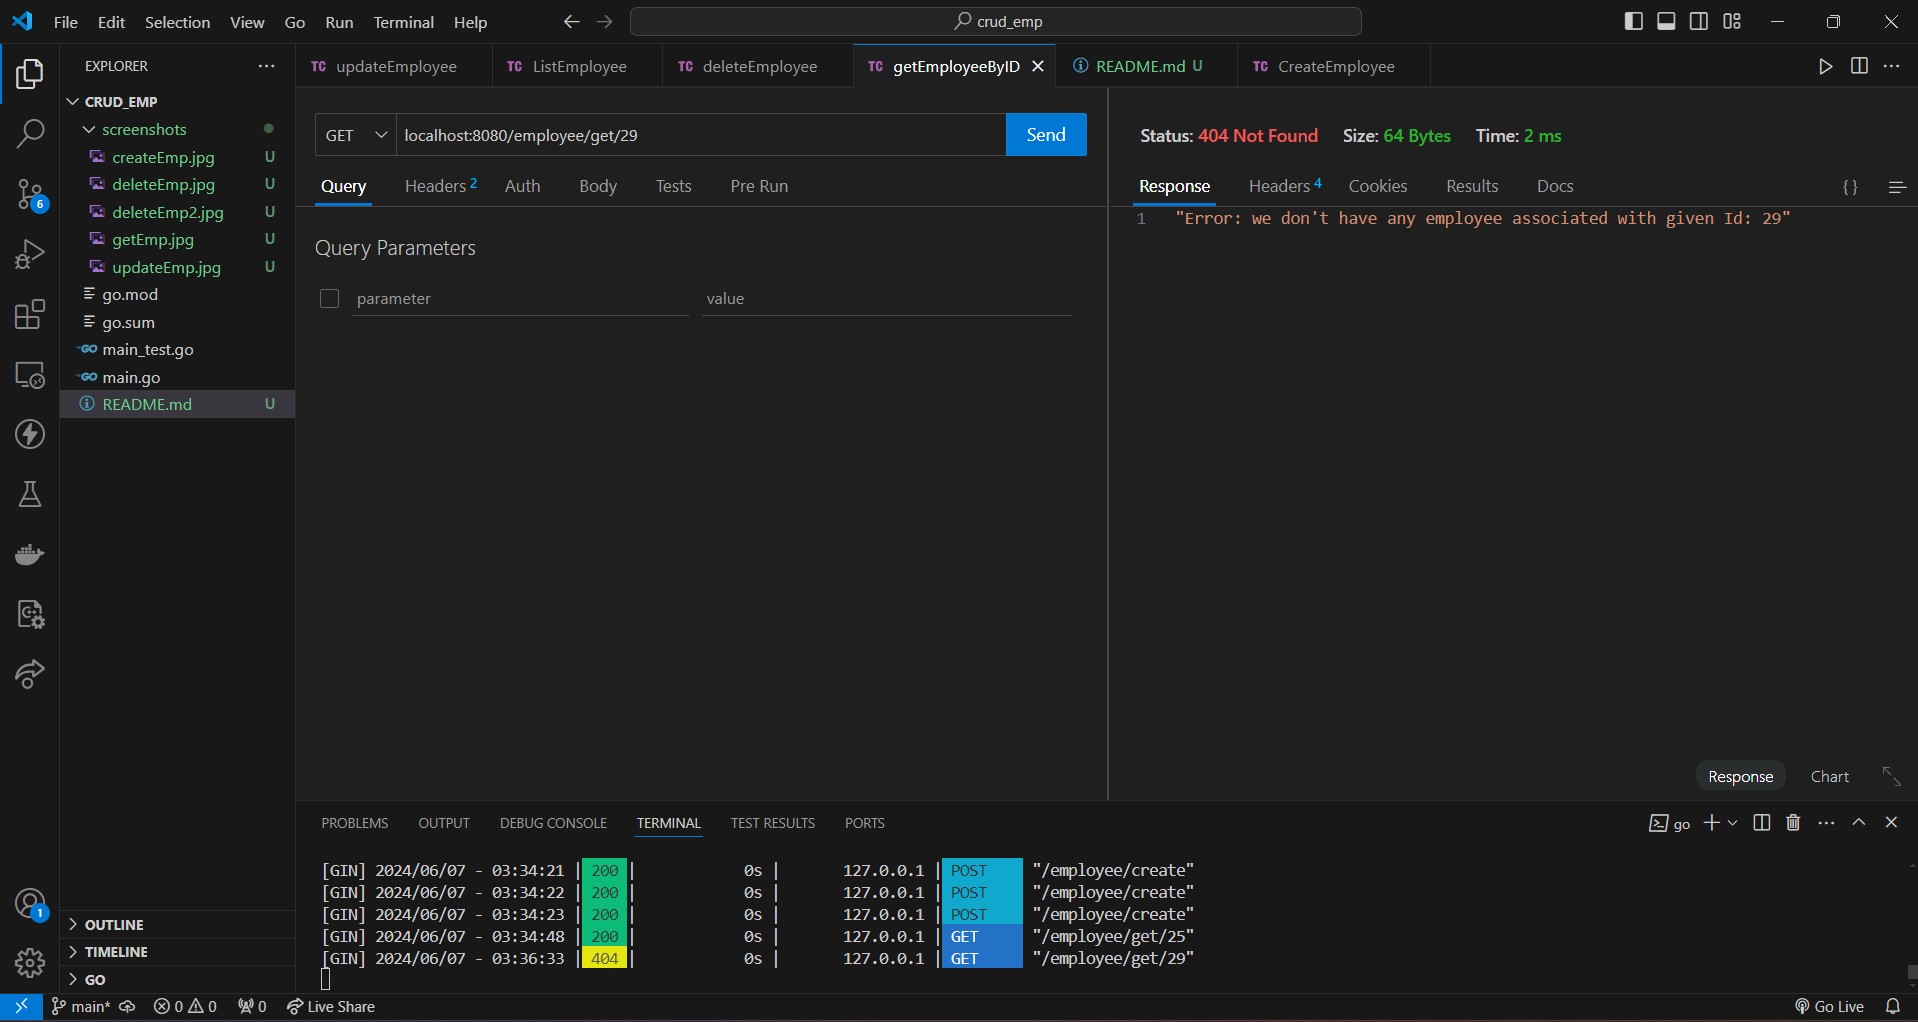 File Edit Selection View Go Run Terminal Help
crud_emp
EXPLORER
CRUD_EMP
screenshots
createEmp.jpg U
deleteEmp.jpg U
deleteEmp2.jpg U
getEmp.jpg U
updateEmp.jpg U
go.mod
go.sum
GO main_test.go
GO main.go
README.md U
6
1
OUTLINE
TIMELINE
GO
TC updateEmployee TC ListEmployee TC deleteEmployee TC getEmployeeByID README.md U TC CreateEmployee
GET localhost:8080/employee/get/29 Send
Query Headers 2 Auth Body Tests Pre Run
Query Parameters
parameter value
Status: 404 Not Found Size: 64 Bytes Time: 2 ms
Response Headers 4 Cookies Results Docs {}
1 "Error: we don't have any employee associated with given Id: 29"
Response Chart
PROBLEMS OUTPUT DEBUG CONSOLE TERMINAL TEST RESULTS PORTS
go
[GIN] 2024/06/07 - 03:34:21 | 200 | 0s | 127.0.0.1 | POST "/employee/create"
[GIN] 2024/06/07 - 03:34:22 | 200 | 0s | 127.0.0.1 | POST "/employee/create"
[GIN] 2024/06/07 - 03:34:23 | 200 | 0s | 127.0.0.1 | POST "/employee/create"
[GIN] 2024/06/07 - 03:34:48 | 200 | 0s | 127.0.0.1 | GET "/employee/get/25"
[GIN] 2024/06/07 - 03:36:33 | 404 | 0s | 127.0.0.1 | GET "/employee/get/29"
main* 0 0 0 Live Share Go Live